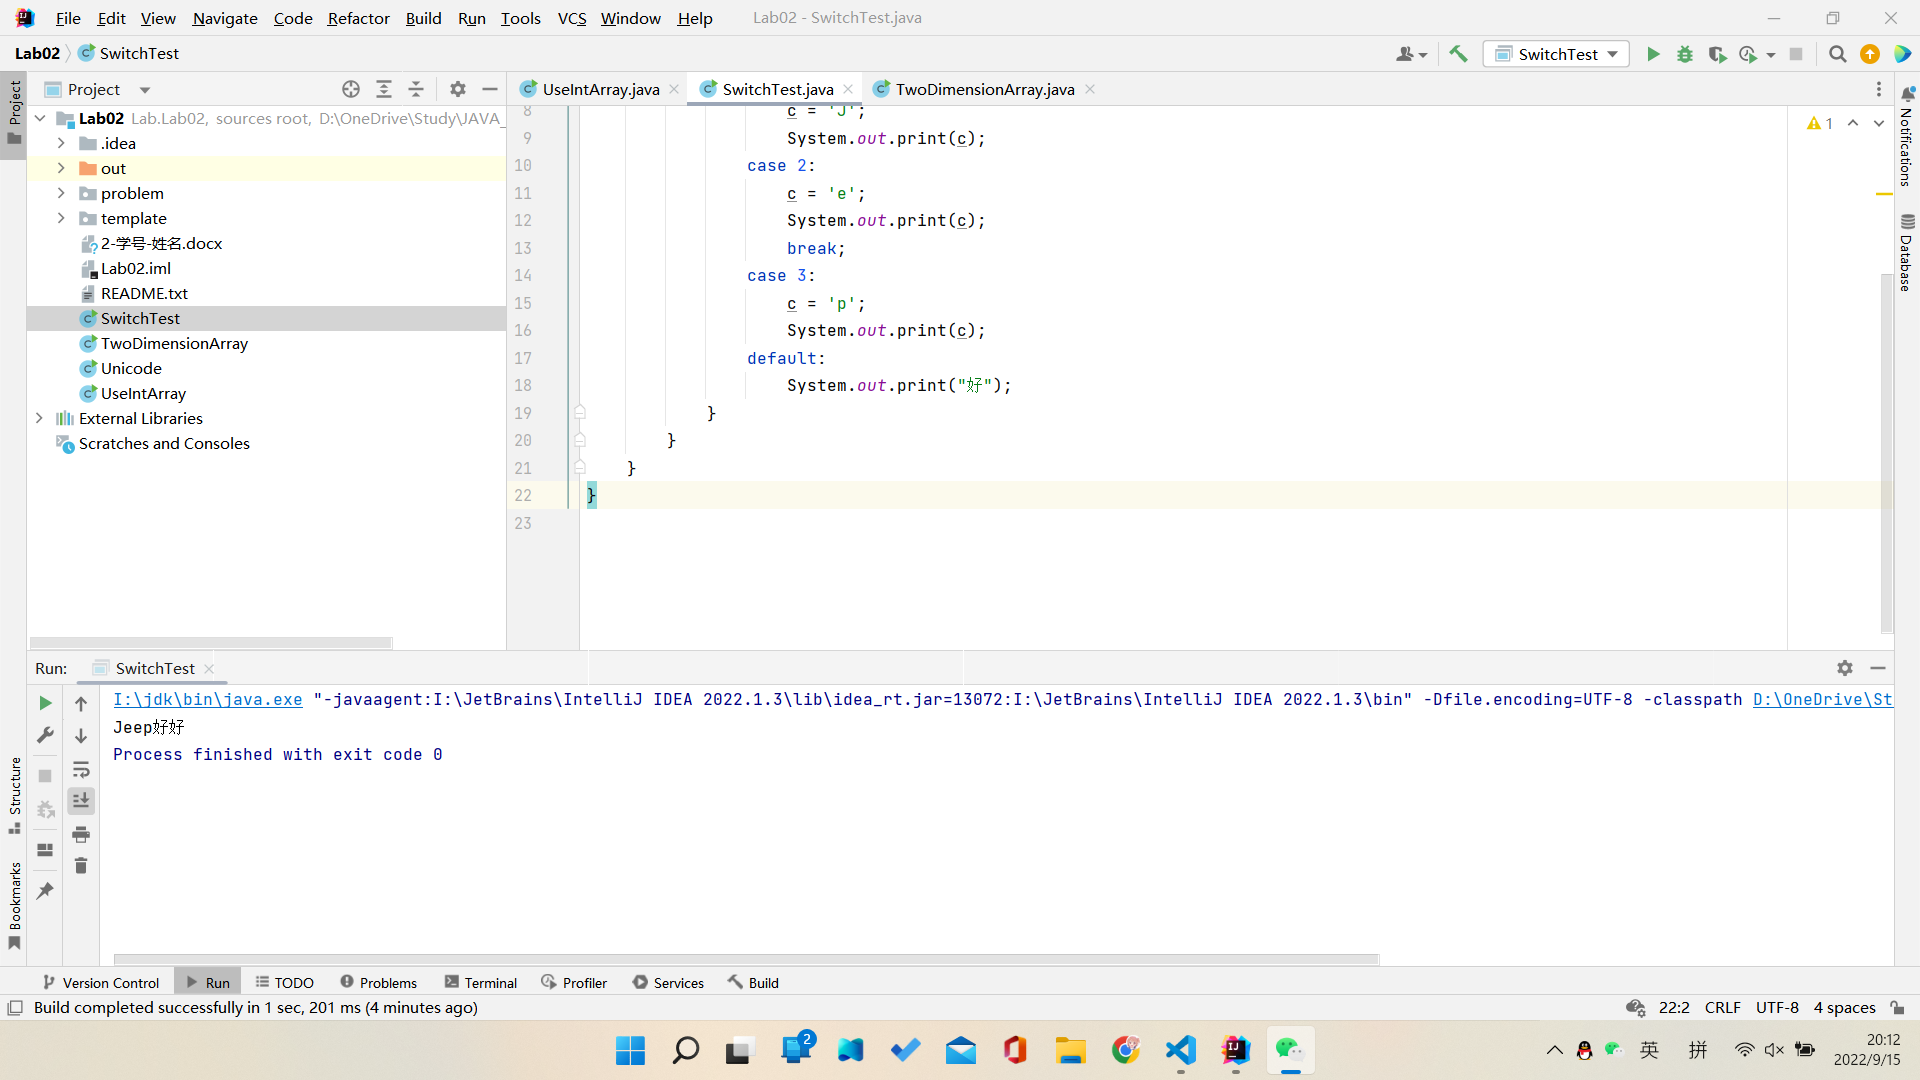 File Edit View Navigate Code Refactor Build Run Tools VCS Window Help Lab02 - SwitchTest.java
Lab02 SwitchTest
SwitchTest
Project
UseIntArray.java SwitchTest.java TwoDimensionArray.java
Lab02 Lab.Lab02, sources root, D:\OneDrive\Study\JAVA_
.idea
out
problem
template
2-学号-姓名.docx
Lab02.iml
README.txt
SwitchTest
TwoDimensionArray
Unicode
UseIntArray
External Libraries
Scratches and Consoles
8 c = 'J';
9 System.out.print(c);
10 case 2:
11 c = 'e';
12 System.out.print(c);
13 break;
14 case 3:
15 c = 'p';
16 System.out.print(c);
17 default:
18 System.out.print("好");
19 }
20 }
21 }
22 }
23
1
Project
Structure
Bookmarks
Notifications
Database
Run: SwitchTest
I:\jdk\bin\java.exe "-javaagent:I:\JetBrains\IntelliJ IDEA 2022.1.3\lib\idea_rt.jar=13072:I:\JetBrains\IntelliJ IDEA 2022.1.3\bin" -Dfile.encoding=UTF-8 -classpath D:\OneDrive\St
Jeep好好
Process finished with exit code 0
Version Control Run TODO Problems Terminal Profiler Services Build
Build completed successfully in 1 sec, 201 ms (4 minutes ago) 22:2 CRLF UTF-8 4 spaces
2
英 拼
20:12
2022/9/15